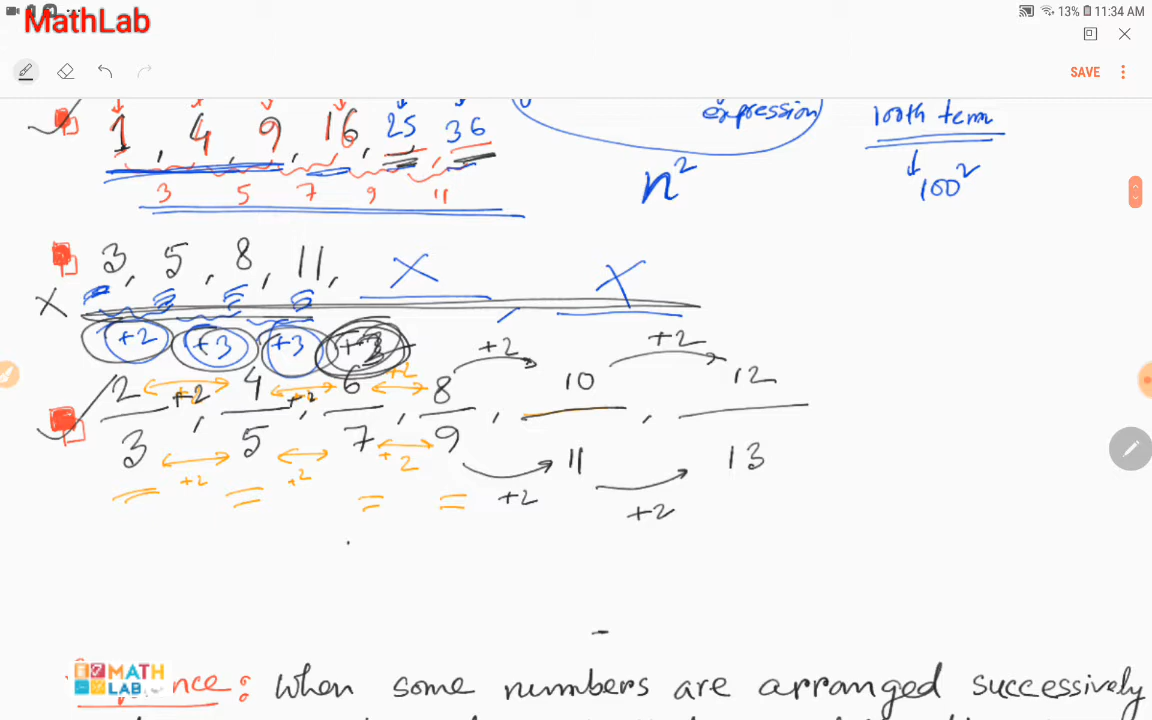 MathLab
13% 11:34 AM
SAVE
expression)
100th term
1, 4, 9, 16, 25, 36
n²
100²
3 5 7 9 11
3, 5, 8, 11, X X
X
+2 +3 +3
+2 +2
2 +2 4 +2 6 +2 8 10 12
, , , , ,
3 5 7 9 11 13
+2 +2 +2 +2 +2
MATH LAB
nce: When some numbers are arranged successively